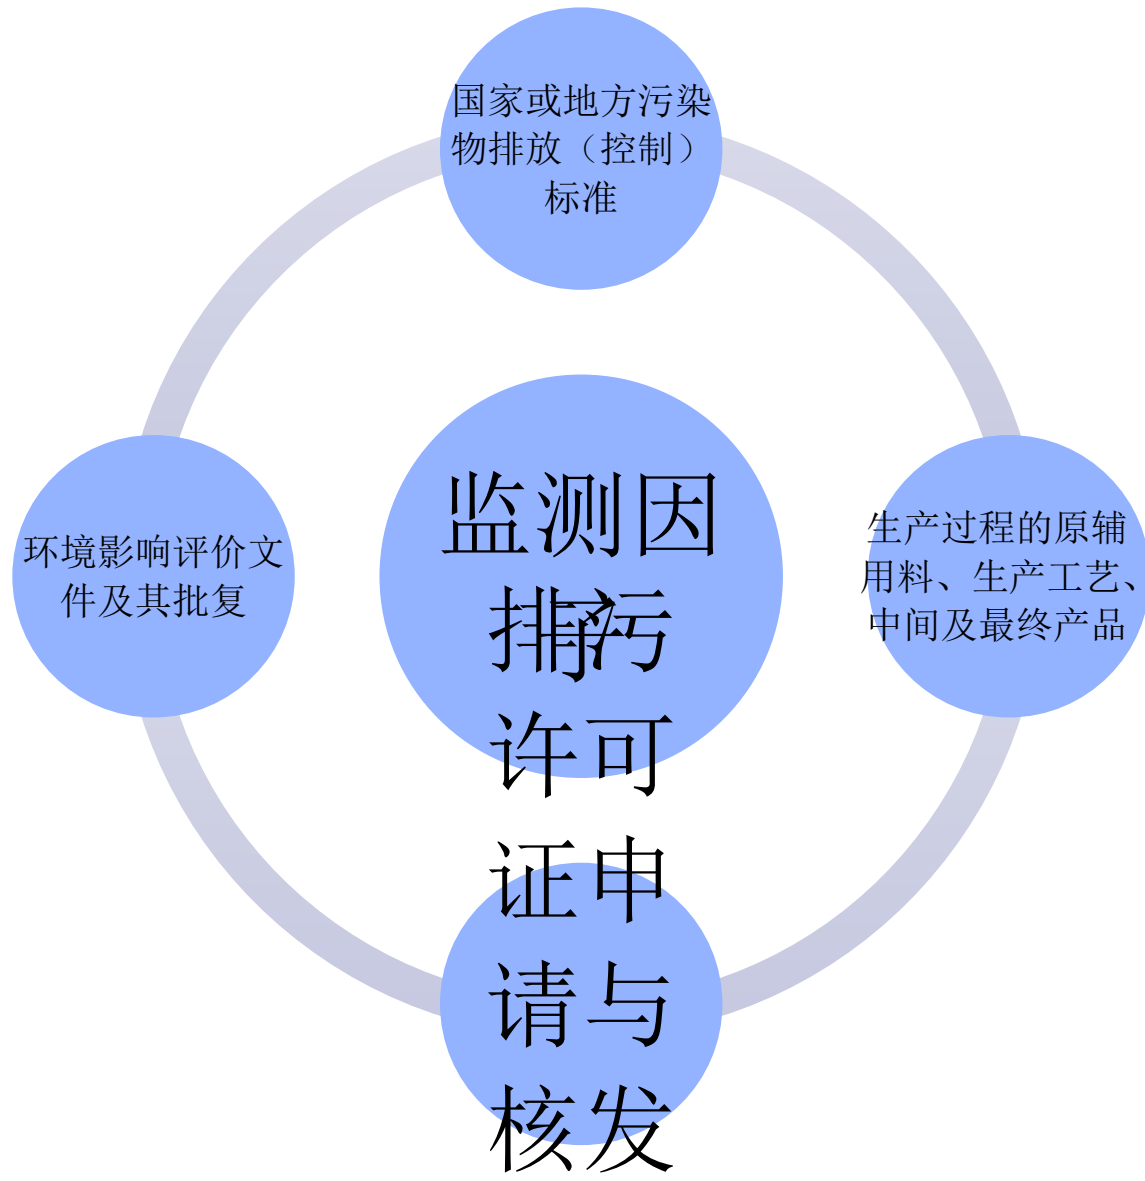 国家或地方污染
物排放（控制）
标准
环境影响评价文
件及其批复
监测因
子
生产过程的原辅
用料、生产工艺、
中间及最终产品
排污
许可
证申
请与
核发